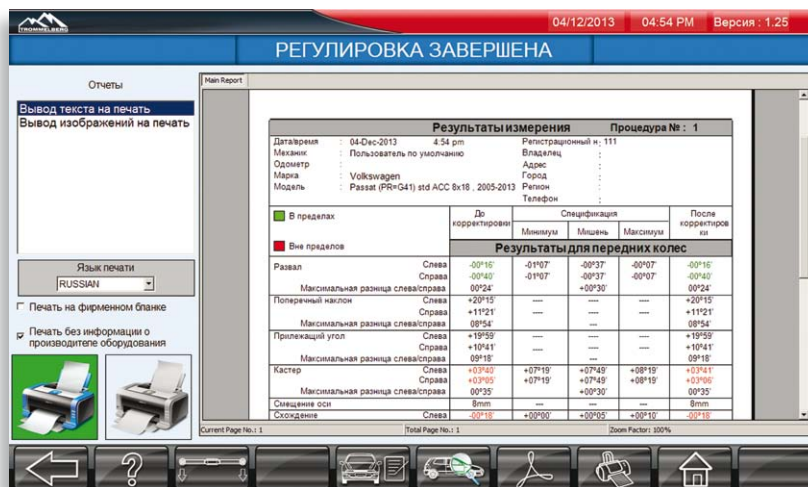 TROMMELBERG
04/12/2013 04:54 PM Версия : 1.25
РЕГУЛИРОВКА ЗАВЕРШЕНА
Отчеты
Вывод текста на печать
Вывод изображений на печать
Язык печати
RUSSIAN
Печать на фирменном бланке
Печать без информации о
производителе оборудования
Main Report
Результаты измерения Процедура № : 1
Дата/время : 04-Dec-2013 4:54 pm Регистрационный н : 111
Механик : Пользователь по умолчанию Владелец :
Одометр : Адрес :
Марка : Volkswagen Город :
Модель : Passat (PR=G41) std ACC 8x18 , 2005-2013 Регион :
Телефон :
В пределах До корректировки Спецификация После корректиров ки
Минимум Мишень Максимум
Вне пределов Результаты для передних колес
Развал Слева -00°16' -01°07' -00°37' -00°07' -00°16'
Справа -00°40' -01°07' -00°37' -00°07' -00°40'
Максимальная разница слева/справа 00°24' +00°30' 00°24'
Поперечный наклон Слева +20°15' ---- ---- ---- +20°15'
Справа +11°21' ---- ---- ---- +11°21'
Максимальная разница слева/справа 08°54' --- 08°54'
Прилежащий угол Слева +19°59' ---- ---- ---- +19°59'
Справа +10°41' ---- ---- ---- +10°41'
Максимальная разница слева/справа 09°18' --- 09°18'
Кастер Слева +03°40' +07°19' +07°49' +08°19' +03°41'
Справа +03°05' +07°19' +07°49' +08°19' +03°06'
Максимальная разница слева/справа 00°35' +00°30' 00°35'
Смещение оси 8mm --- --- --- 8mm
Схождение Слева -00°18' +00°00' +00°05' +00°10' -00°18'
Current Page No.: 1 Total Page No.: 1 Zoom Factor: 100%